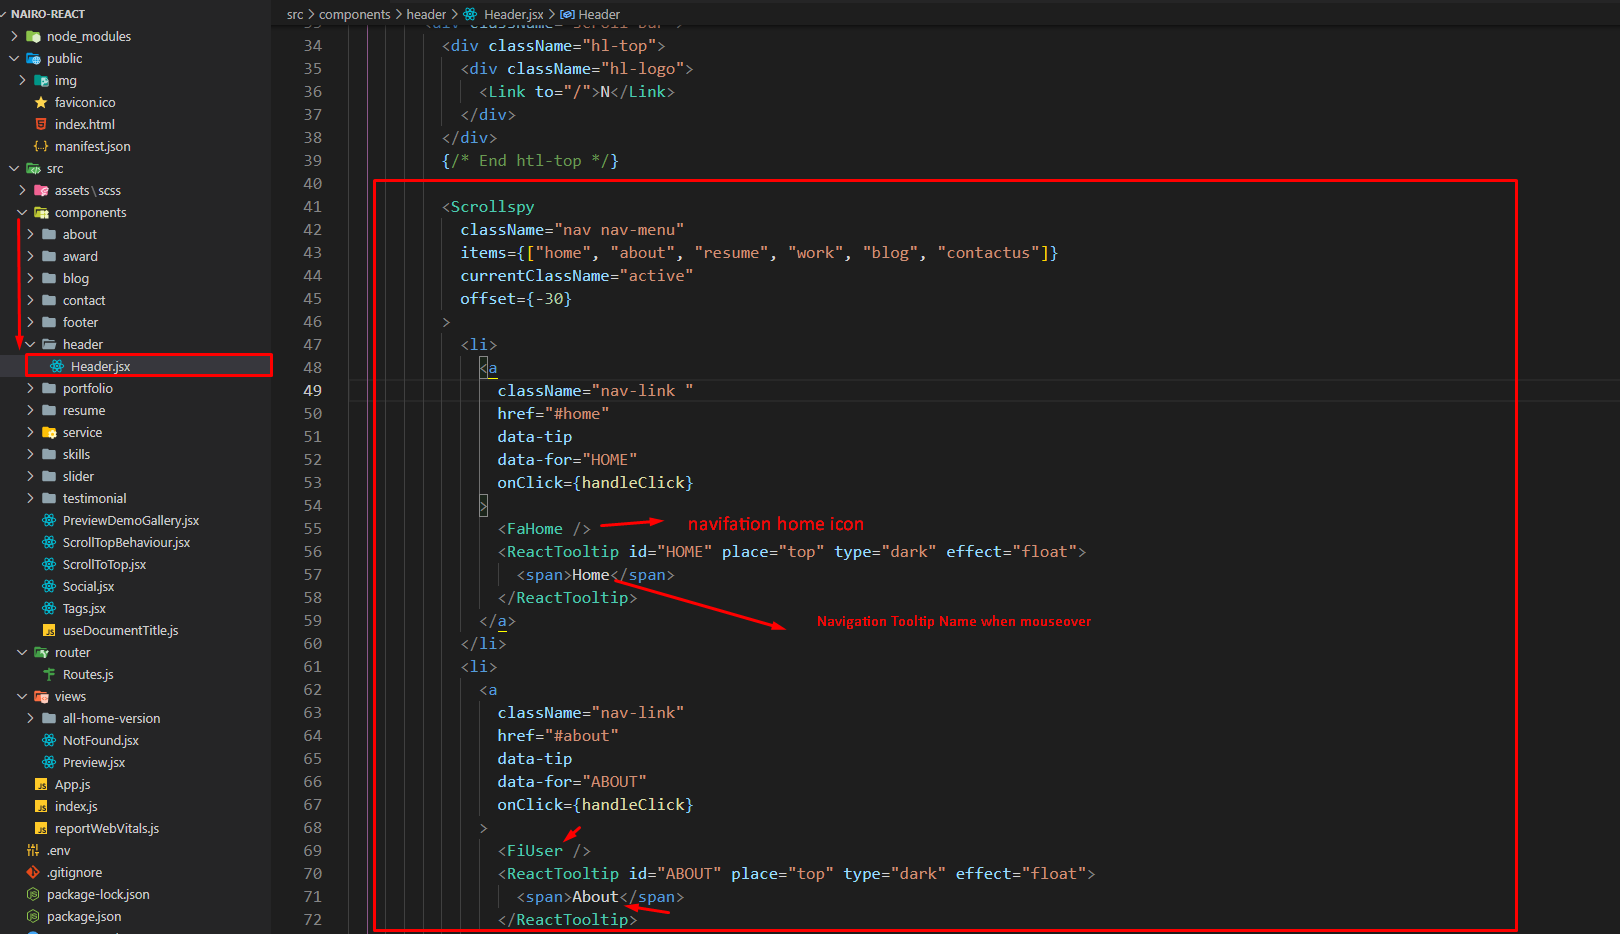 NAIRO-REACT
node_modules
public
img
favicon.ico
index.html
manifest.json
src
assets\scss
components
about
award
blog
contact
footer
header
Header.jsx
portfolio
resume
service
skills
slider
testimonial
PreviewDemoGallery.jsx
ScrollTopBehaviour.jsx
ScrollToTop.jsx
Social.jsx
Tags.jsx
useDocumentTitle.js
router
Routes.js
views
all-home-version
NotFound.jsx
Preview.jsx
App.js
index.js
reportWebVitals.js
.env
.gitignore
package-lock.json
package.json
src > components > header > Header.jsx > Header
34 <div className="hl-top">
35 <div className="hl-logo">
36 <Link to="/">N</Link>
37 </div>
38 </div>
39 {/* End htl-top */}
40
41 <Scrollspy
42 className="nav nav-menu"
43 items={["home", "about", "resume", "work", "blog", "contactus"]}
44 currentClassName="active"
45 offset={-30}
46 >
47 <li>
48 <a
49 className="nav-link "
50 href="#home"
51 data-tip
52 data-for="HOME"
53 onClick={handleClick}
54 >
55 <FaHome /> navifation home icon
56 <ReactTooltip id="HOME" place="top" type="dark" effect="float">
57 <span>Home</span>
58 </ReactTooltip>
59 </a>
Navigation Tooltip Name when mouseover
60 </li>
61 <li>
62 <a
63 className="nav-link"
64 href="#about"
65 data-tip
66 data-for="ABOUT"
67 onClick={handleClick}
68 >
69 <FiUser />
70 <ReactTooltip id="ABOUT" place="top" type="dark" effect="float">
71 <span>About</span>
72 </ReactTooltip>